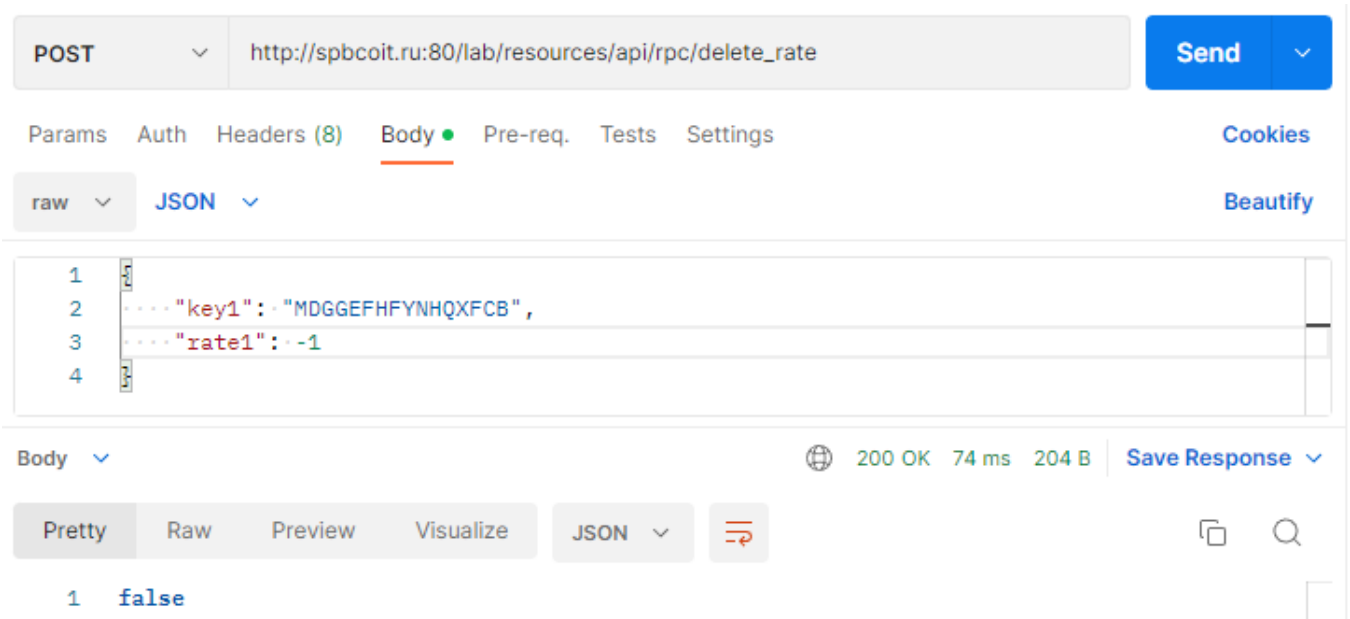 POST http://spbcoit.ru:80/lab/resources/api/rpc/delete_rate Send
Params Auth Headers (8) Body Pre-req. Tests Settings Cookies
raw JSON Beautify
1 {
2 "key1": "MDGGEFHFYNHQXFCB",
3 "rate1": -1
4 }
Body 200 OK 74 ms 204 B Save Response
Pretty Raw Preview Visualize JSON
1 false